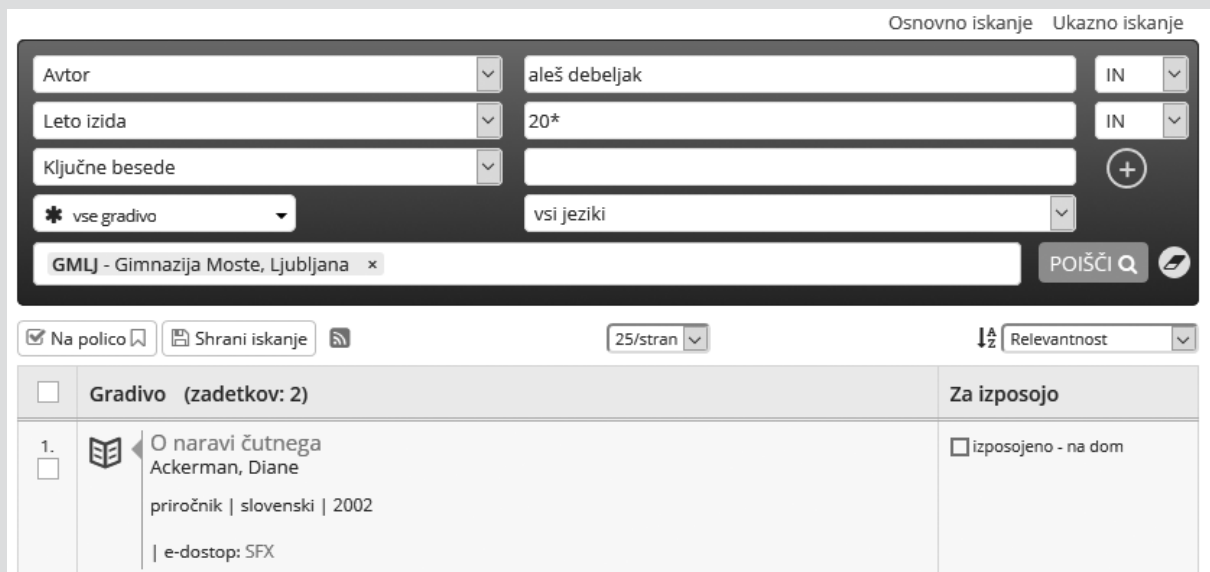 Osnovno iskanje Ukazno iskanje
Avtor aleš debeljak IN
Leto izida 20* IN
Ključne besede
✱ vse gradivo vsi jeziki
GMLJ - Gimnazija Moste, Ljubljana × POIŠČI
Na polico Shrani iskanje 25/stran Relevantnost
Gradivo (zadetkov: 2) Za izposojo
1. O naravi čutnega izposojeno - na dom
Ackerman, Diane
priročnik | slovenski | 2002
| e-dostop: SFX